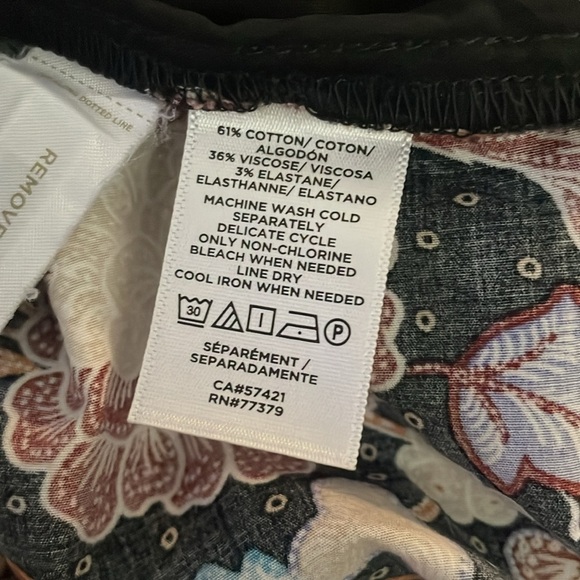 DOTTED LINE
REMOVE
61% COTTON/ COTON/
ALGODÓN
36% VISCOSE/ VISCOSA
3% ELASTANE/
ELASTHANNE/ ELASTANO
MACHINE WASH COLD
SEPARATELY
DELICATE CYCLE
ONLY NON-CHLORINE
BLEACH WHEN NEEDED
LINE DRY
COOL IRON WHEN NEEDED
30 P
SÉPARÉMENT /
SEPARADAMENTE
CA#57421
RN#77379